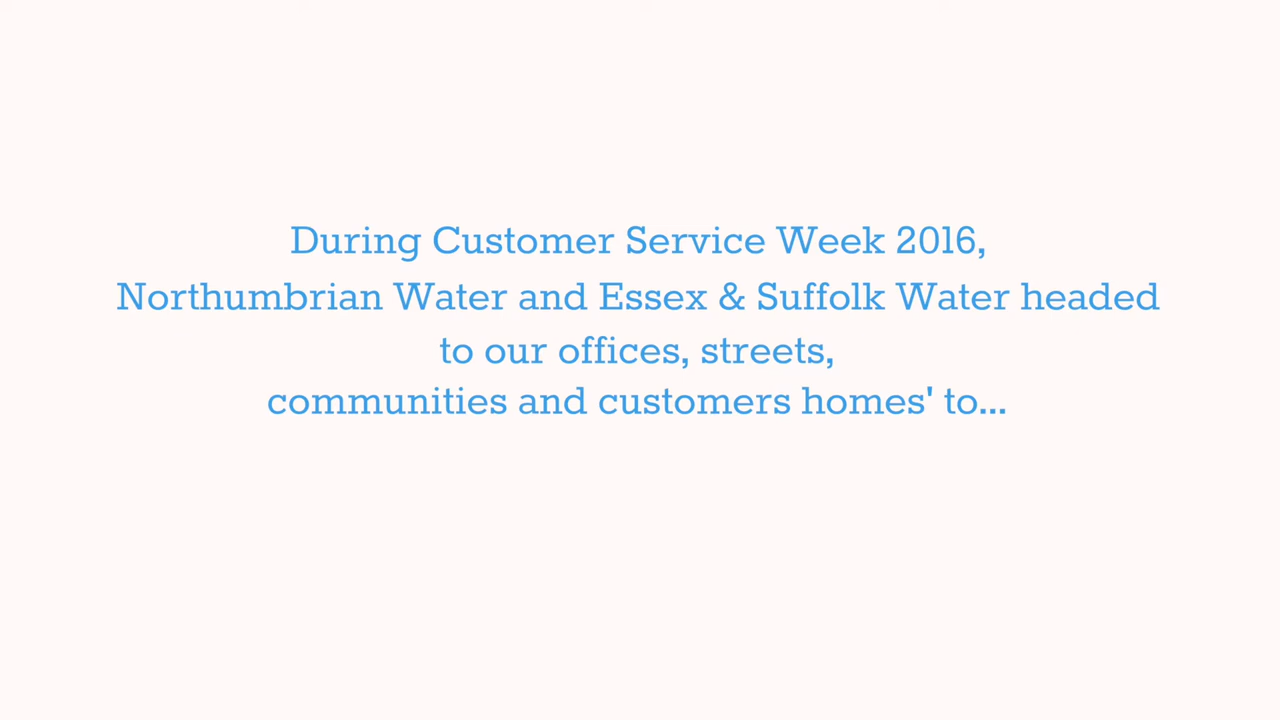 During Customer Service Week 2016,
Northumbrian Water and Essex & Suffolk Water headed
to our offices, streets,
communities and customers homes' to...